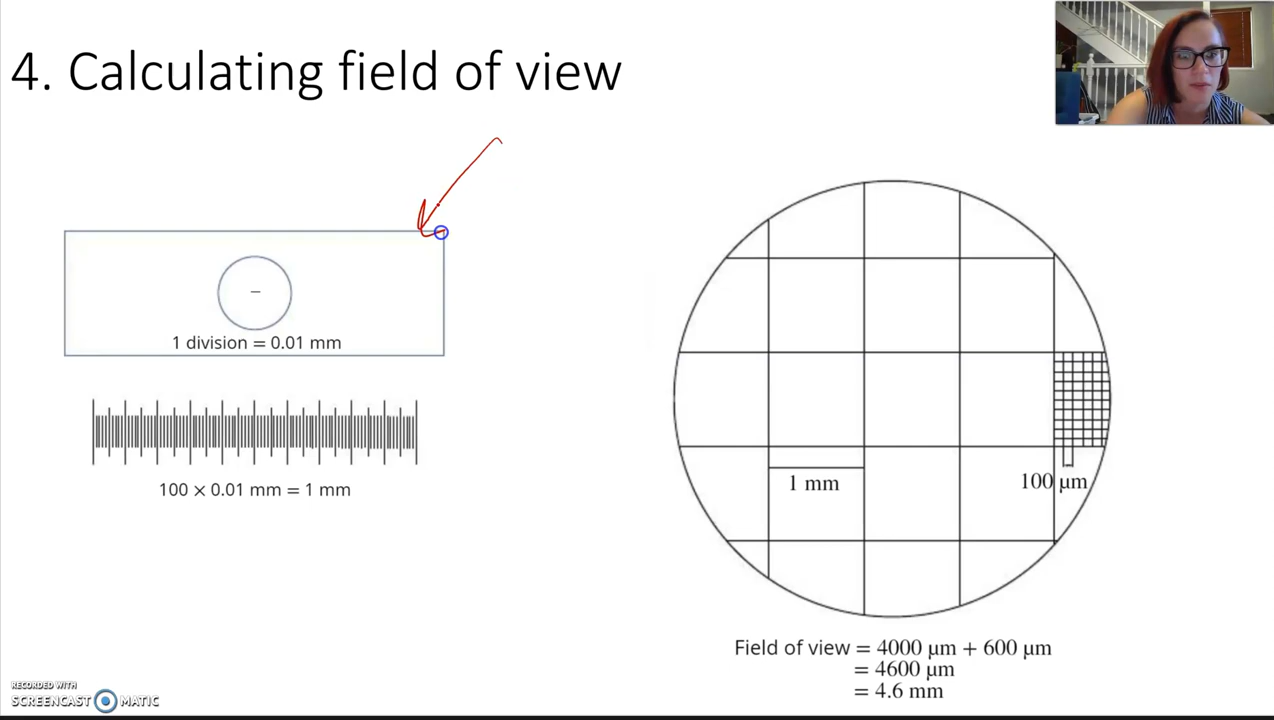 4. Calculating field of view
1 division = 0.01 mm
100 × 0.01 mm = 1 mm
1 mm
100 µm
Field of view = 4000 µm + 600 µm
= 4600 µm
= 4.6 mm
RECORDED WITH
SCREENCAST MATIC